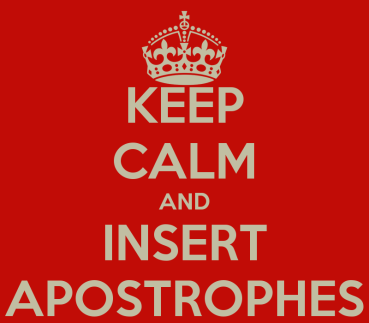 KEEP
CALM
AND
INSERT
APOSTROPHES